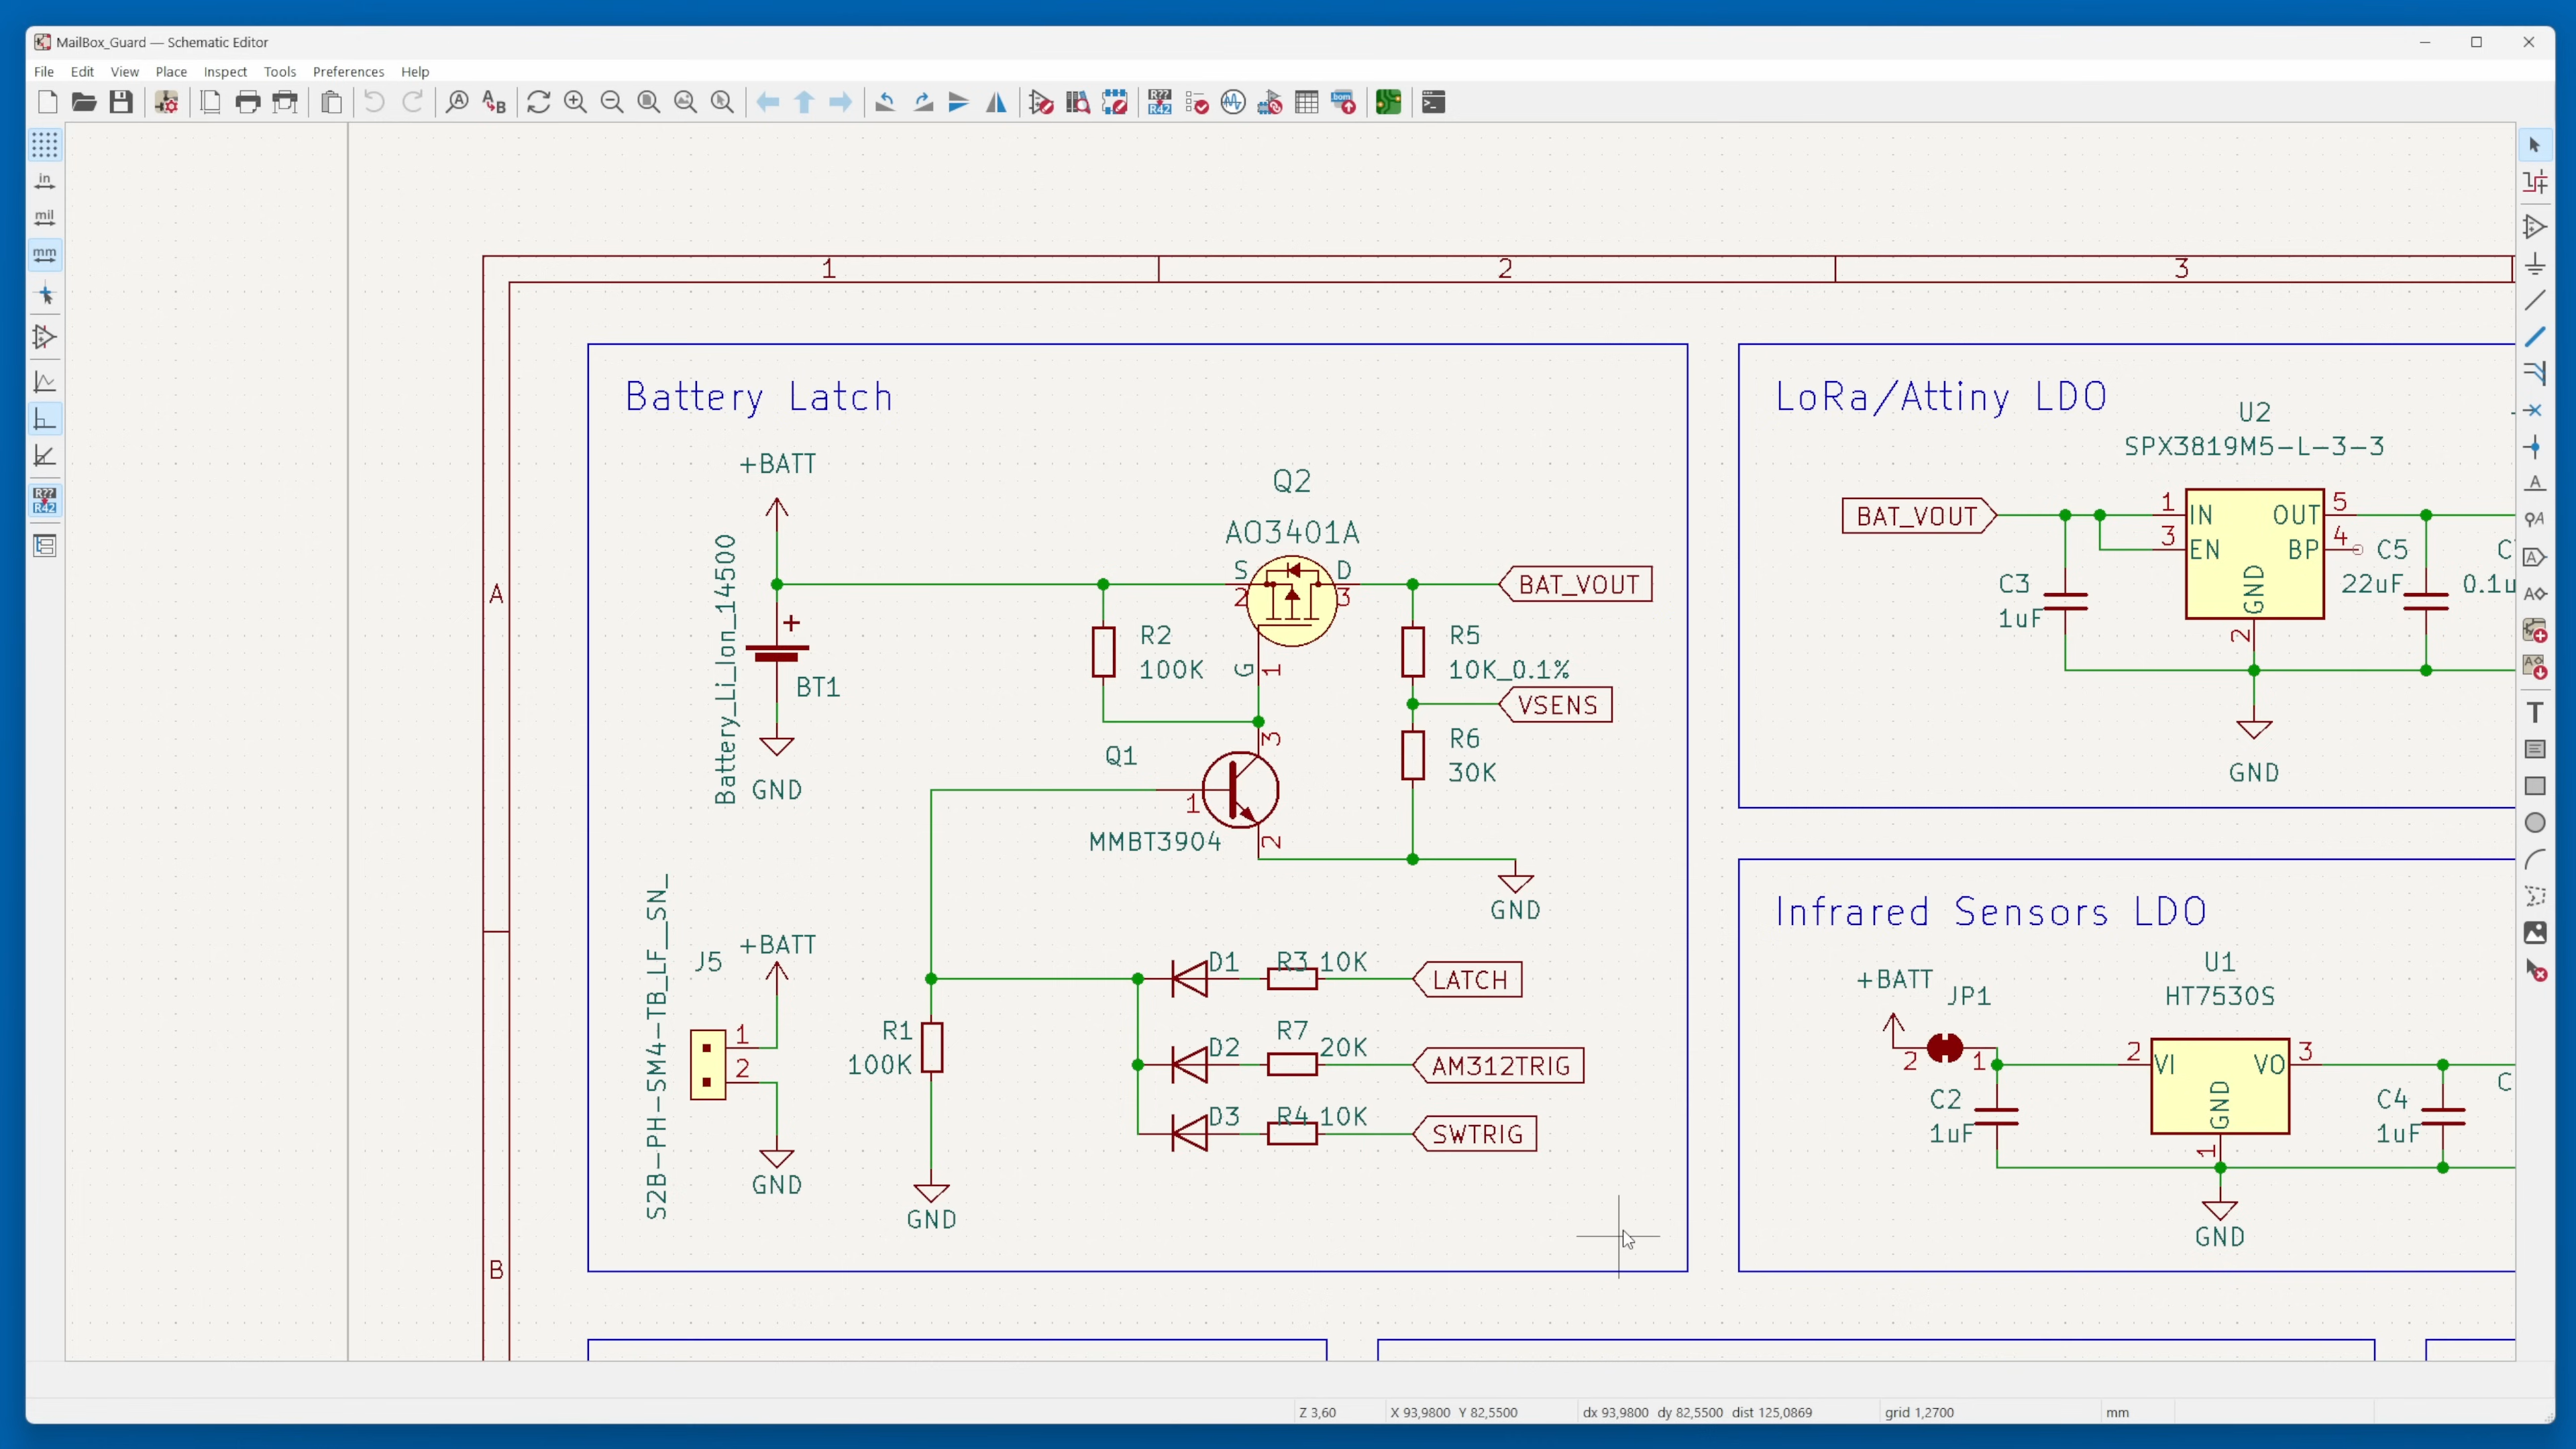 MailBox_Guard — Schematic Editor
File Edit View Place Inspect Tools Preferences Help
in
mil
mm
R??
R42
1 2 3
A
B
Battery Latch
+BATT
Battery_Li_Ion_14500
+
BT1
GND
Q2
AO3401A
S
2
D
3
G
1
R2
100K
BAT_VOUT
R5
10K_0.1%
VSENS
R6
30K
Q1
3
1
2
MMBT3904
GND
S2B-PH-SM4-TB_LF__SN_
J5
+BATT
1
2
GND
R1
100K
GND
D1 R3 10K LATCH
D2 R7 20K AM312TRIG
D3 R4 10K SWTRIG
LoRa/Attiny LDO
U2
SPX3819M5-L-3-3
BAT_VOUT
1 IN OUT 5
3 EN BP 4
GND
2
C3
1uF
C5
22uF
C
0.1u
GND
Infrared Sensors LDO
+BATT
JP1
2 1
U1
HT7530S
2 VI VO 3
GND
1
C2
1uF
C4
1uF
C
GND
Z 3,60 X 93,9800 Y 82,5500 dx 93,9800 dy 82,5500 dist 125,0869 grid 1,2700 mm